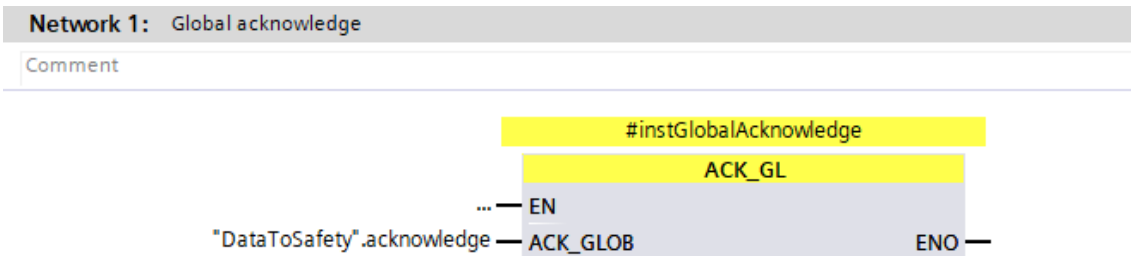 Network 1: Global acknowledge
Comment
#instGlobalAcknowledge
ACK_GL
... EN
"DataToSafety".acknowledge ACK_GLOB ENO